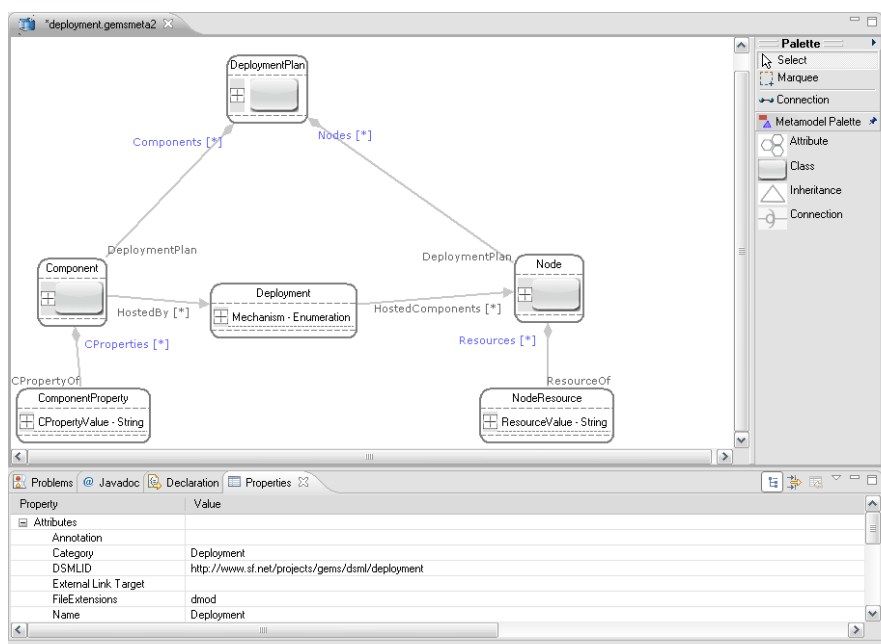 *deployment.gemsmeta2
Palette
Select
Marquee
Connection
Metamodel Palette
Attribute
Class
Inheritance
Connection
DeploymentPlan
Components [*]
Nodes [*]
DeploymentPlan
DeploymentPlan
Component
Node
Deployment
Mechanism - Enumeration
HostedBy [*]
HostedComponents [*]
CProperties [*]
Resources [*]
CPropertyOf
ResourceOf
ComponentProperty
CPropertyValue - String
NodeResource
ResourceValue - String
Problems @ Javadoc Declaration Properties
Property Value
Attributes
Annotation
Category Deployment
DSMLID http://www.sf.net/projects/gems/dsml/deployment
External Link Target
FileExtensions dmod
Name Deployment